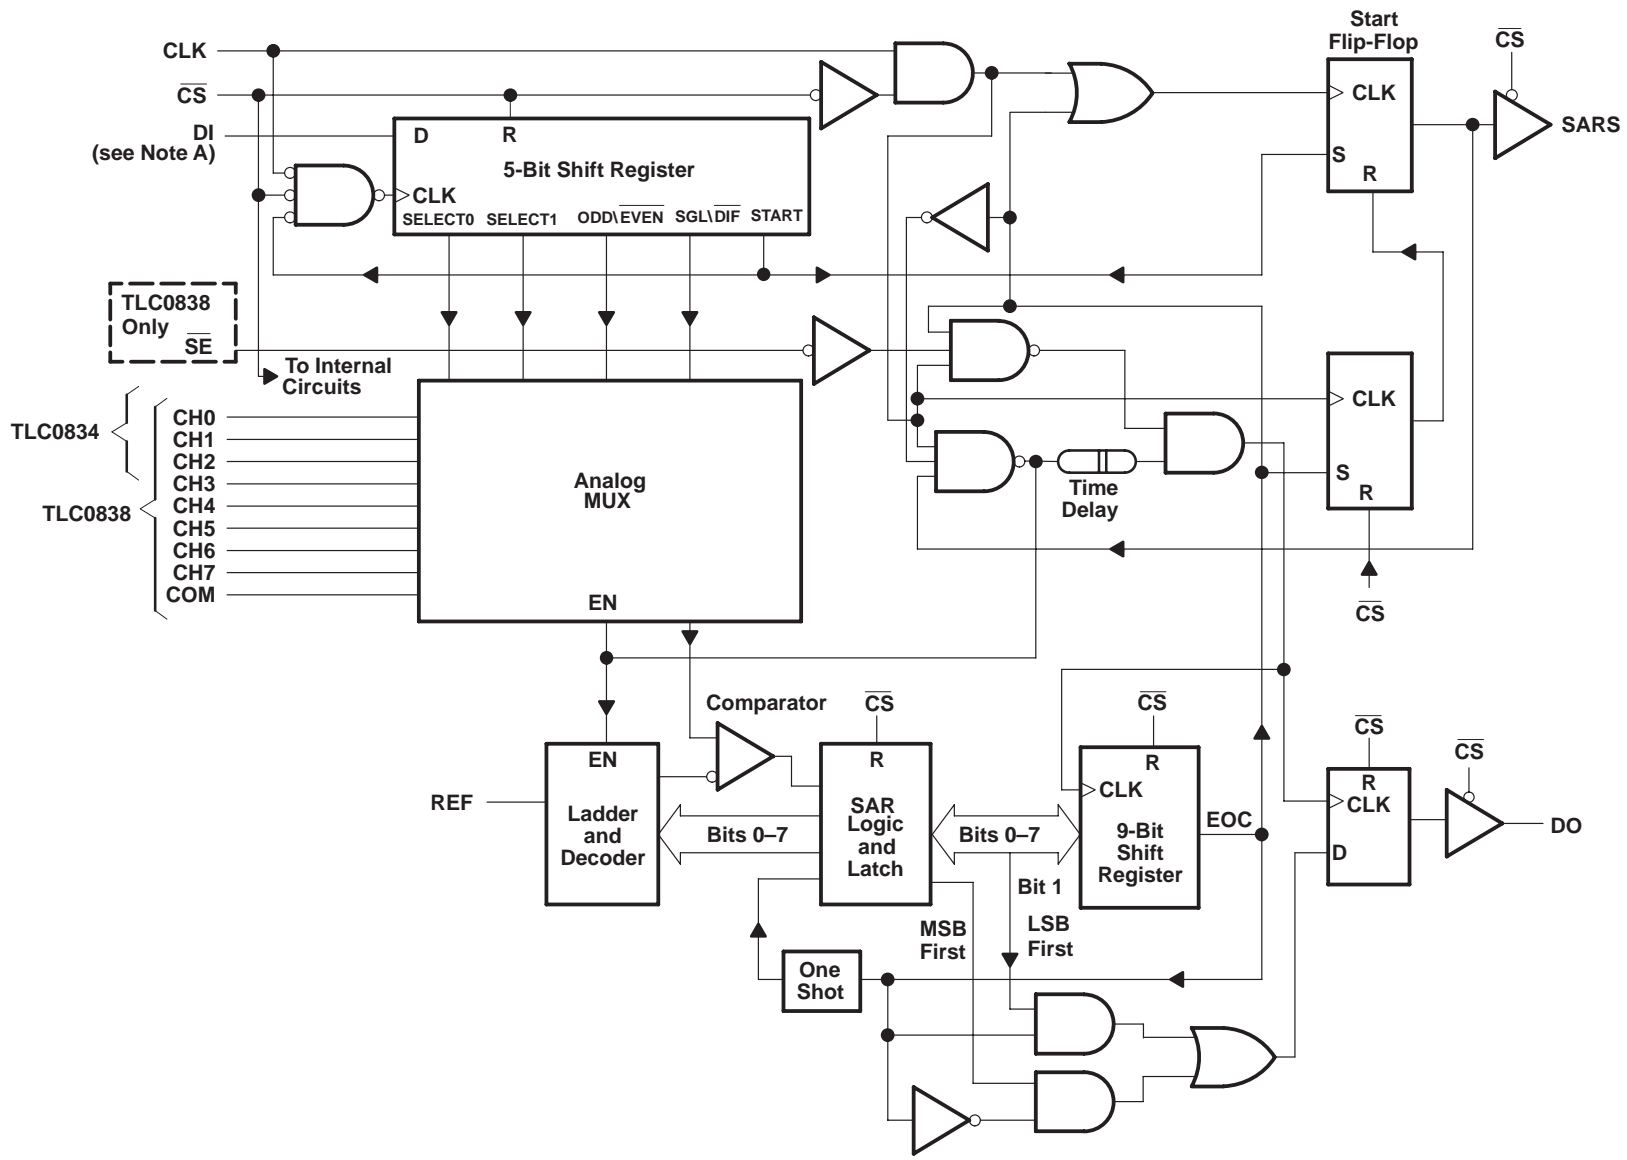 Start
Flip-Flop
CLK
CS
CS
CLK
SARS
DI
(see Note A)
D
R
5-Bit Shift Register
S
R
CLK
SELECT0 SELECT1 ODD\EVEN SGL\DIF START
TLC0838
Only
SE
To Internal
Circuits
CLK
CH0
TLC0834
CH1
CH2
CH3
Analog
MUX
Time
Delay
S
R
TLC0838
CH4
CH5
CH6
CH7
COM
EN
CS
Comparator
CS
CS
CS
CS
EN
R
R
R
CLK
CLK
REF
Ladder
and
Decoder
Bits 0–7
SAR
Logic
and
Latch
Bits 0–7
9-Bit
Shift
Register
EOC
DO
D
Bit 1
MSB
First
LSB
First
One
Shot